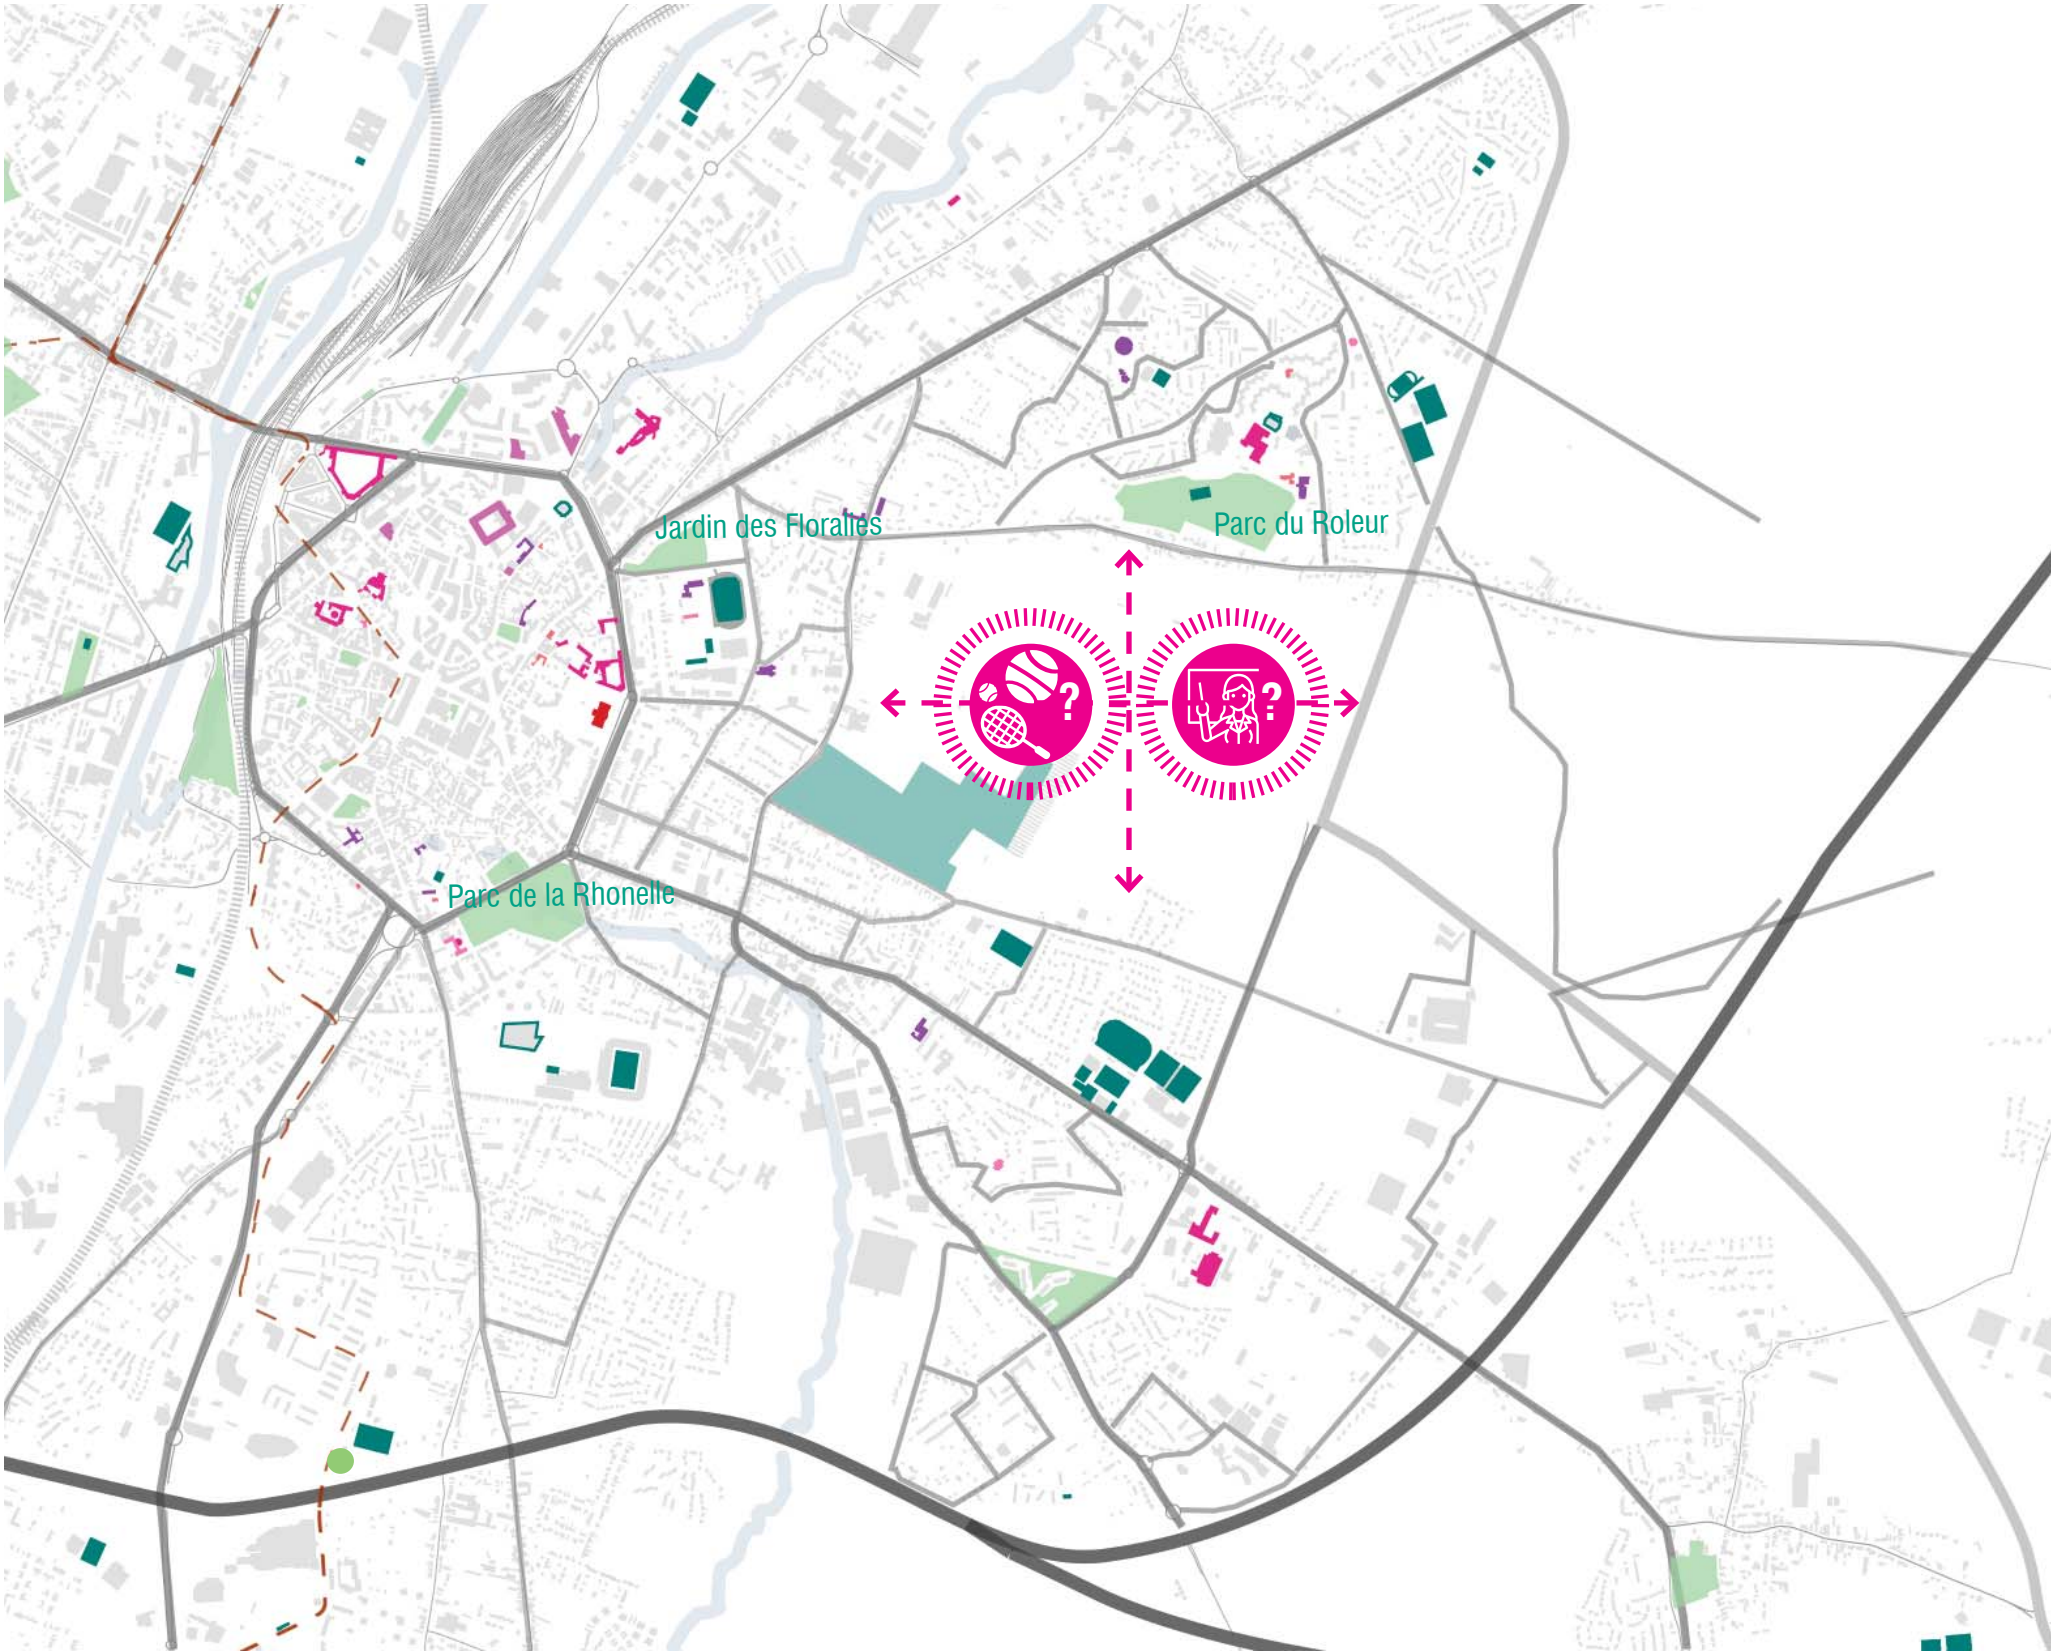 Jardin des Floralies
Parc du Roleur
?
?
Parc de la Rhonelle